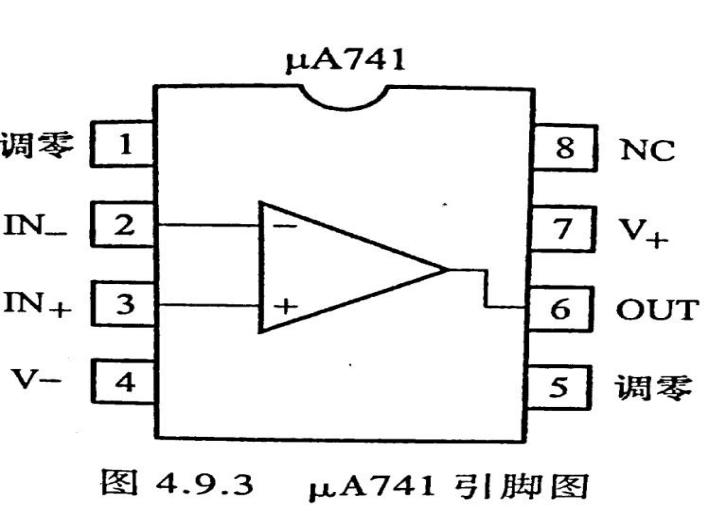 μA741
调零 1 8 NC
IN− 2 − 7 V+
IN+ 3 + 6 OUT
V− 4 5 调零
图 4.9.3 μA741 引脚图